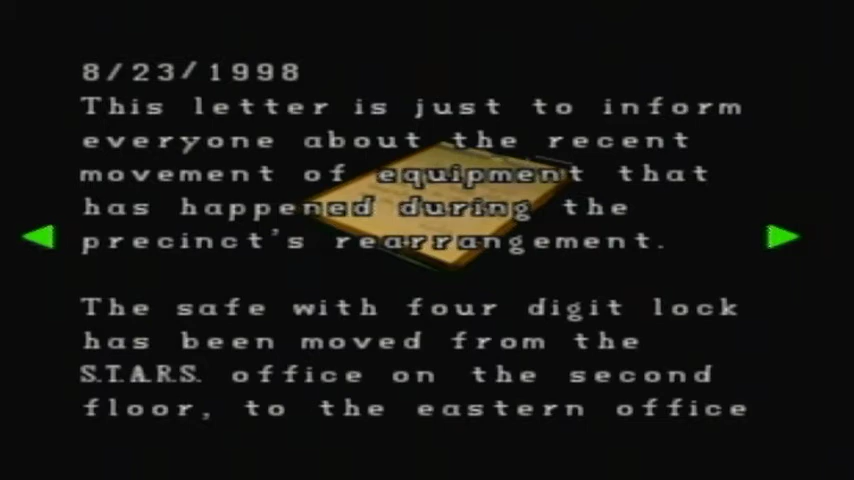 8/23/1998
This letter is just to inform
everyone about the recent
movement of equipment that
has happened during the
precinct's rearrangement.
The safe with four digit lock
has been moved from the
S.T.A.R.S. office on the second
floor, to the eastern office